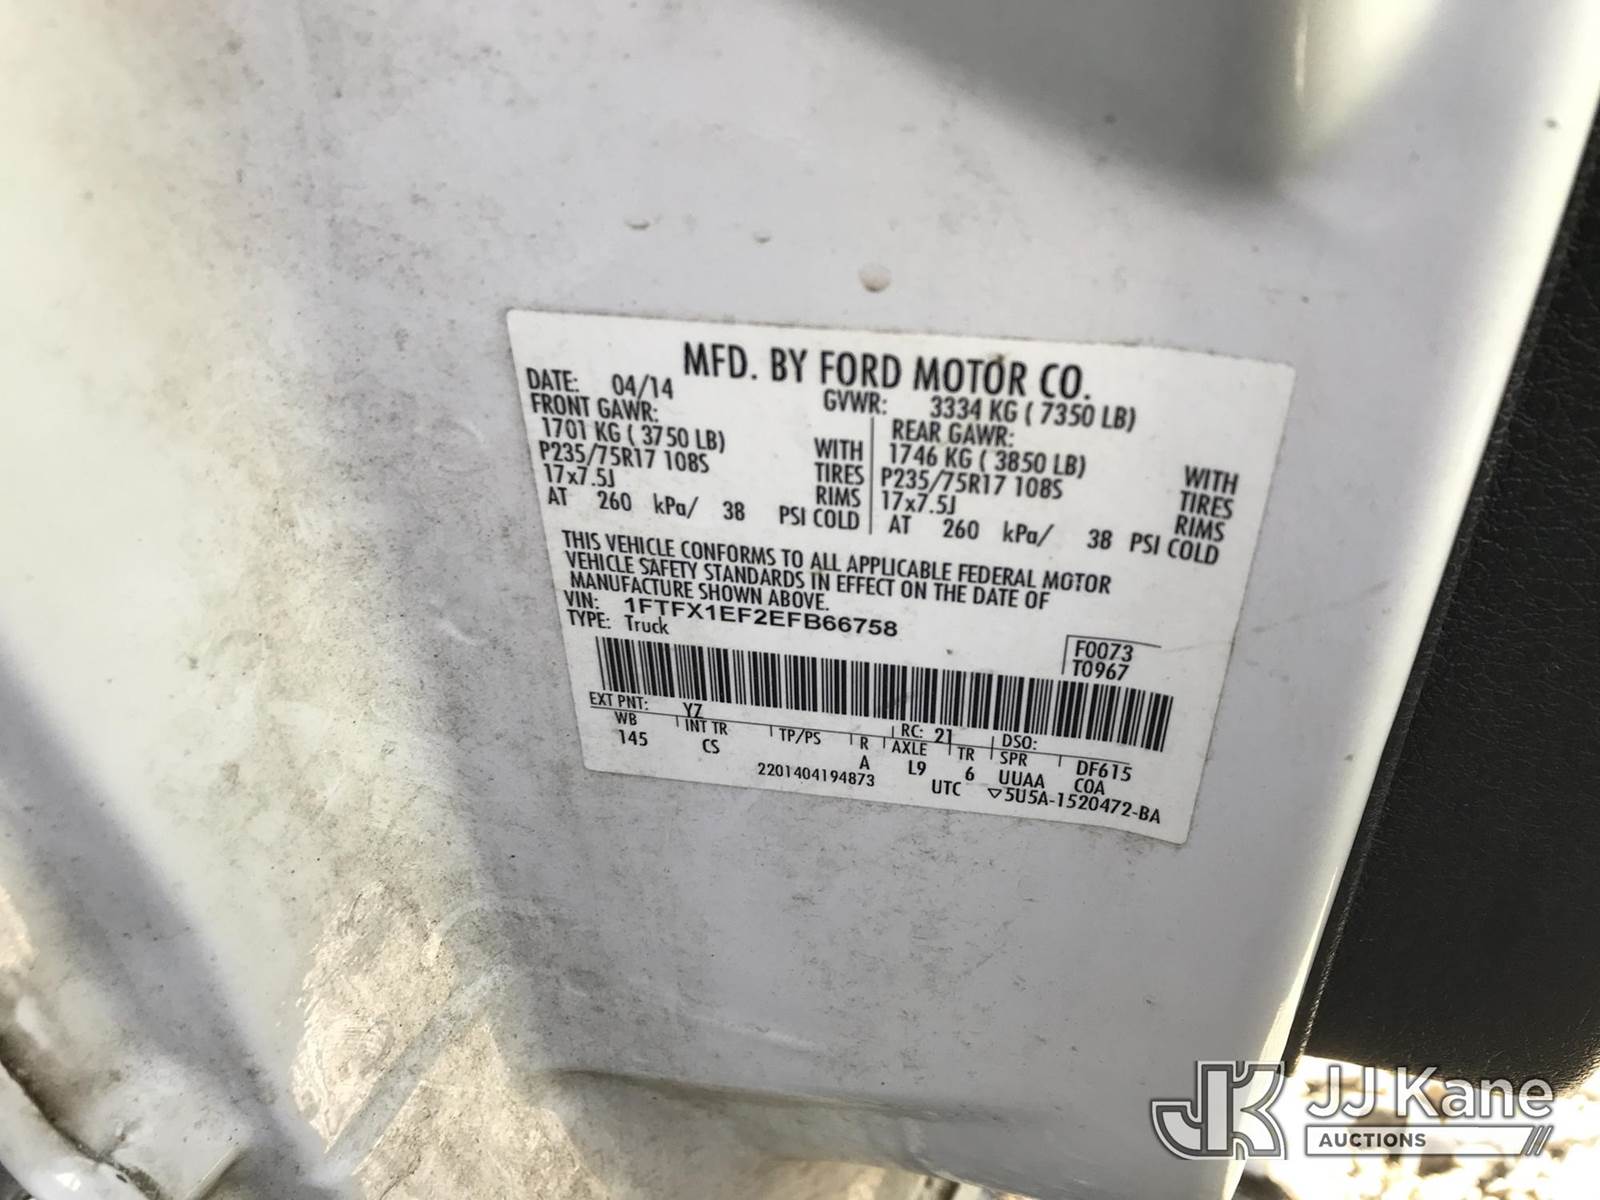 MFD. BY FORD MOTOR CO.
DATE: 04/14 GVWR: 3334 KG ( 7350 LB)
FRONT GAWR: REAR GAWR:
1701 KG ( 3750 LB) WITH 1746 KG ( 3850 LB) WITH
P235/75R17 108S TIRES P235/75R17 108S TIRES
17x7.5J RIMS 17x7.5J RIMS
AT 260 kPa/ 38 PSI COLD AT 260 kPa/ 38 PSI COLD
THIS VEHICLE CONFORMS TO ALL APPLICABLE FEDERAL MOTOR
VEHICLE SAFETY STANDARDS IN EFFECT ON THE DATE OF
MANUFACTURE SHOWN ABOVE.
VIN: 1FTFX1EF2EFB66758
TYPE: Truck
F0073
T0967
EXT PNT: YZ RC: 21 DSO:
WB INT TR TP/PS R AXLE TR SPR DF615
145 CS A L9 6 UUAA COA
2201404194873 UTC ▽5U5A-1520472-BA
JK JJ Kane
AUCTIONS